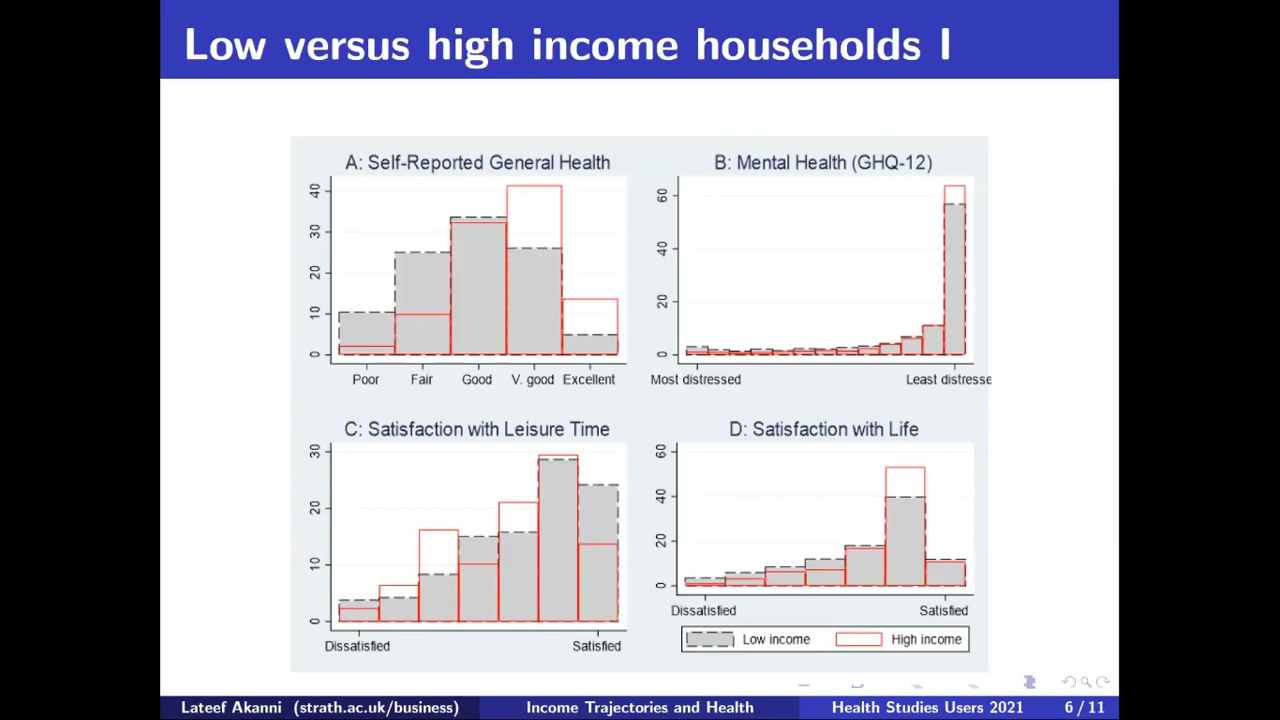 Low versus high income households I
A: Self-Reported General Health
40
30
20
10
0
Poor Fair Good V. good Excellent
B: Mental Health (GHQ-12)
60
40
20
0
Most distressed Least distresse
C: Satisfaction with Leisure Time
30
20
10
0
Dissatisfied Satisfied
D: Satisfaction with Life
60
40
20
0
Dissatisfied Satisfied
Low income High income
Lateef Akanni (strath.ac.uk/business) Income Trajectories and Health Health Studies Users 2021 6 / 11